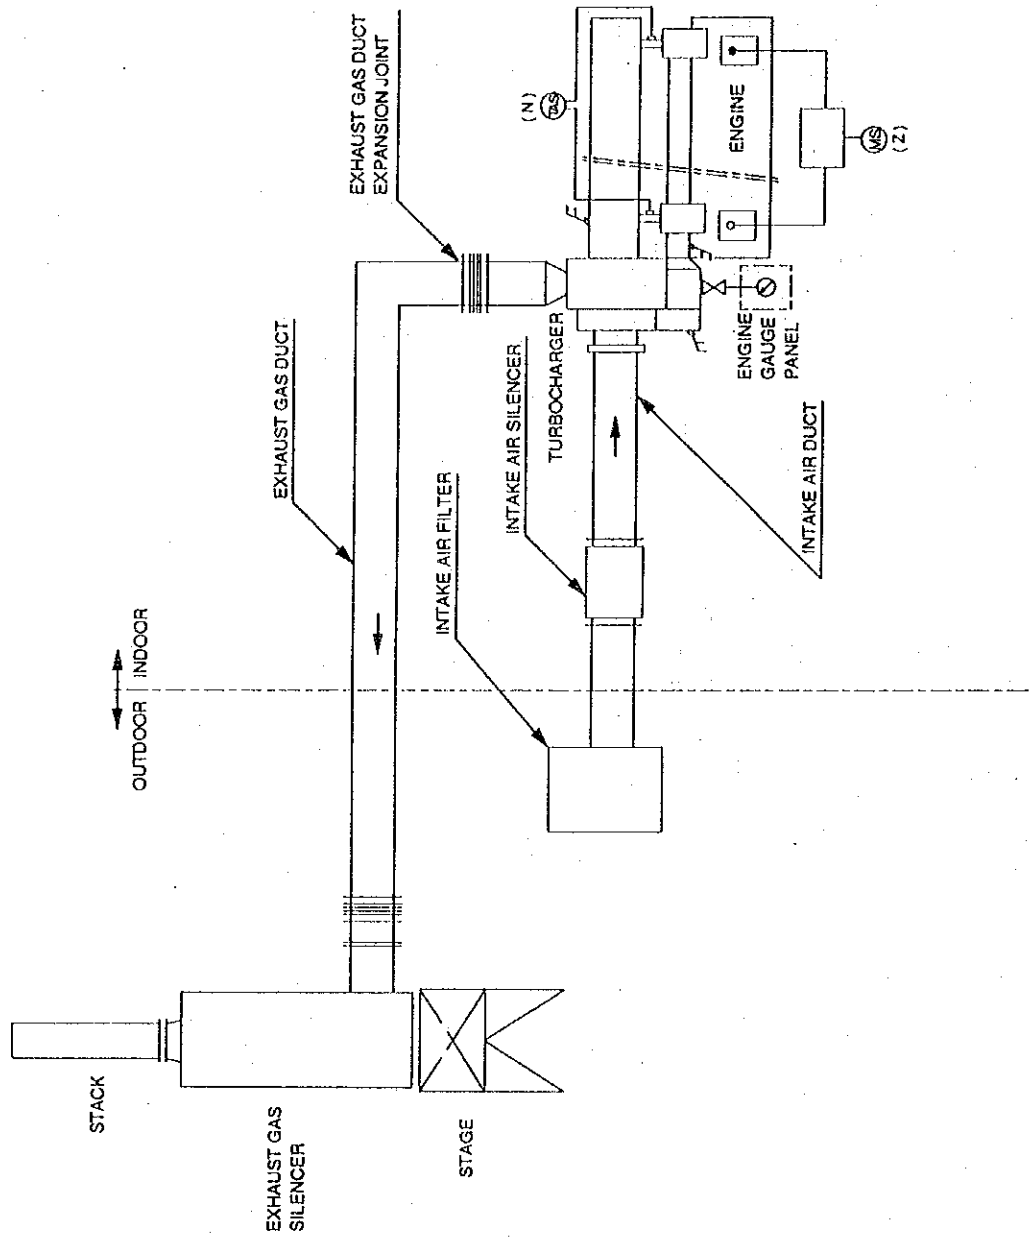 EXHAUST GAS DUCT
EXPANSION JOINT
(N)
TAS
ENGINE
MS
(Z)
EXHAUST GAS DUCT
TURBOCHARGER
ENGINE
GAUGE
PANEL
INTAKE AIR SILENCER
INTAKE AIR FILTER
INTAKE AIR DUCT
OUTDOOR INDOOR
STACK
EXHAUST GAS
SILENCER
STAGE